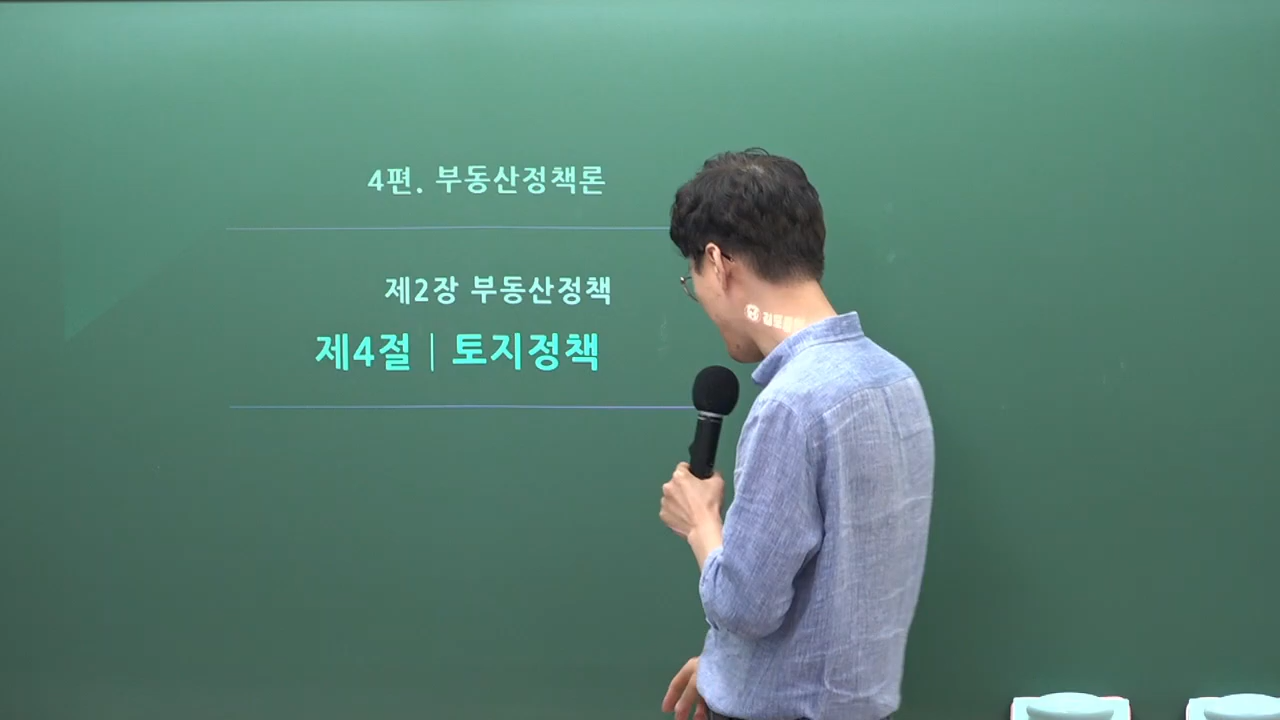 4편. 부동산정책론
제2장 부동산정책
제4절 | 토지정책